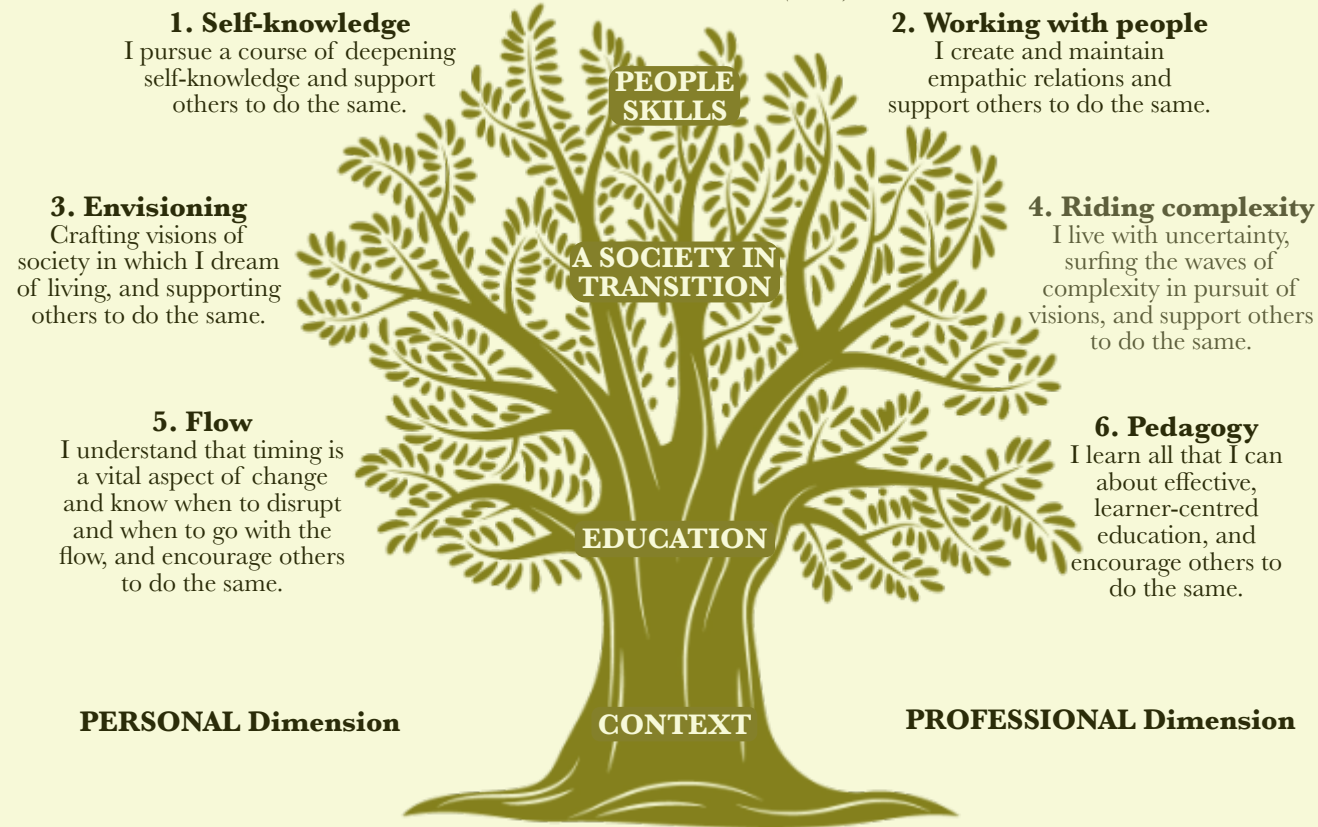 1. Self-knowledge
I pursue a course of deepening
self-knowledge and support
others to do the same.
2. Working with people
I create and maintain
empathic relations and
support others to do the same.
PEOPLE
SKILLS
3. Envisioning
Crafting visions of
society in which I dream
of living, and supporting
others to do the same.
4. Riding complexity
I live with uncertainty,
surfing the waves of
complexity in pursuit of
visions, and support others
to do the same.
A SOCIETY IN
TRANSITION
5. Flow
I understand that timing is
a vital aspect of change
and know when to disrupt
and when to go with the
flow, and encourage others
to do the same.
6. Pedagogy
I learn all that I can
about effective,
learner-centred
education, and
encourage others to
do the same.
EDUCATION
PERSONAL Dimension
CONTEXT
PROFESSIONAL Dimension